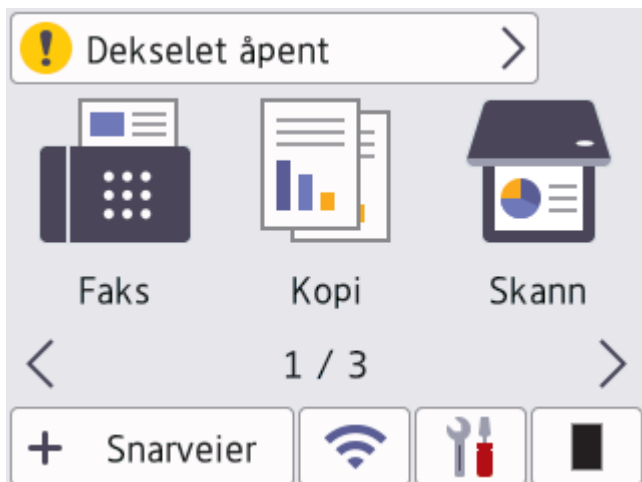 Dekselet åpent
Faks Kopi Skann
1 / 3
Snarveier